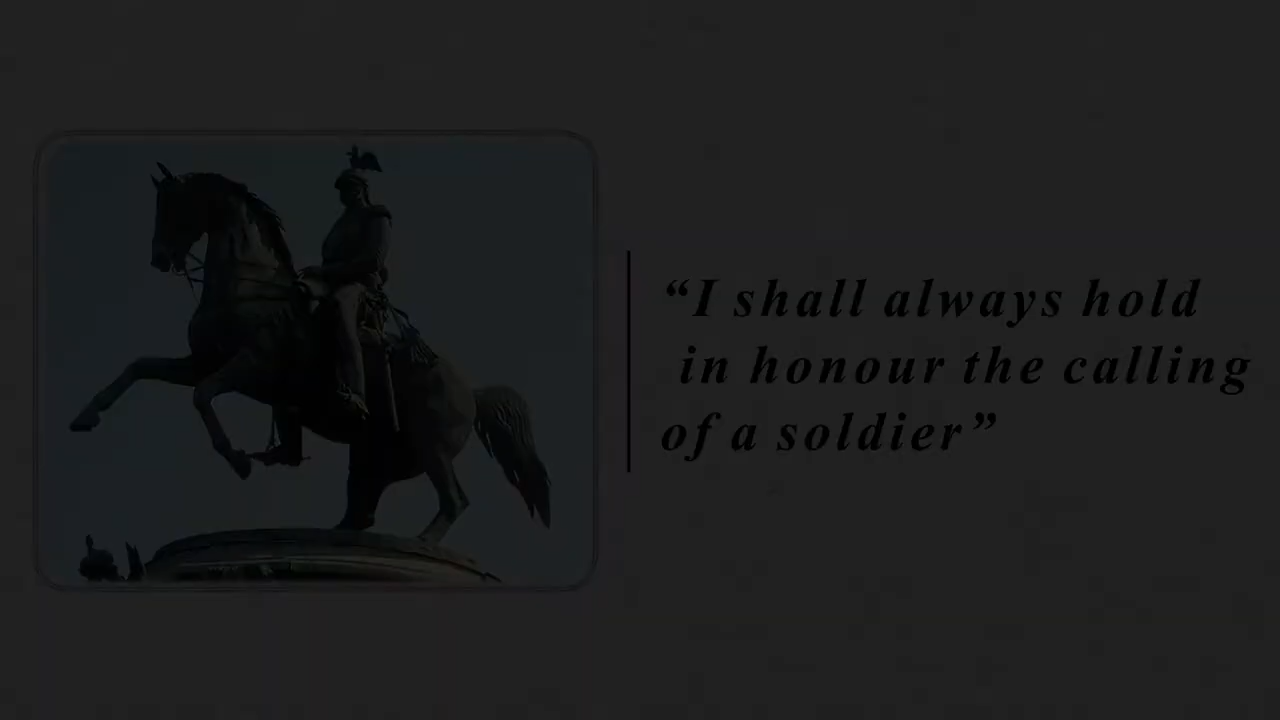 “I shall always hold
in honour the calling
of a soldier”